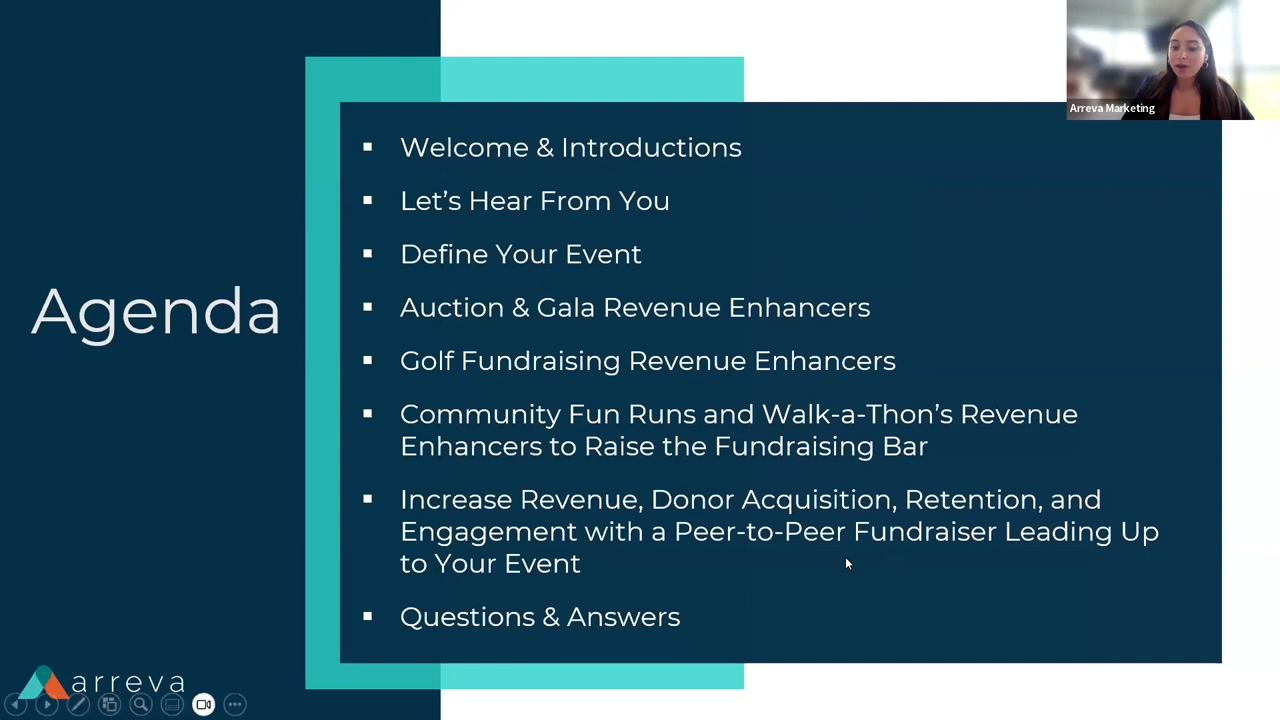 Arreva Marketing
Agenda
Welcome & Introductions
Let’s Hear From You
Define Your Event
Auction & Gala Revenue Enhancers
Golf Fundraising Revenue Enhancers
Community Fun Runs and Walk-a-Thon’s Revenue
Enhancers to Raise the Fundraising Bar
Increase Revenue, Donor Acquisition, Retention, and
Engagement with a Peer-to-Peer Fundraiser Leading Up
to Your Event
Questions & Answers
arreva